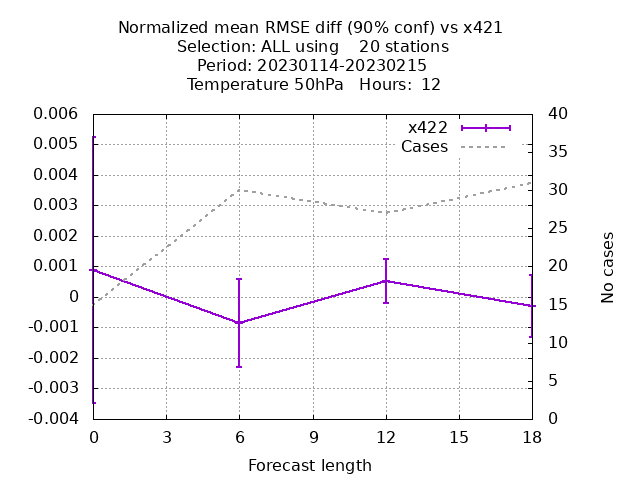 Normalized mean RMSE diff (90% conf) vs x421
Selection: ALL using    20 stations
Period: 20230114-20230215
Temperature 50hPa   Hours:  12
x422
Cases
0.006
0.005
0.004
0.003
0.002
0.001
0
-0.001
-0.002
-0.003
-0.004
40
35
30
25
20
15
10
5
0
No cases
0 3 6 9 12 15 18
Forecast length